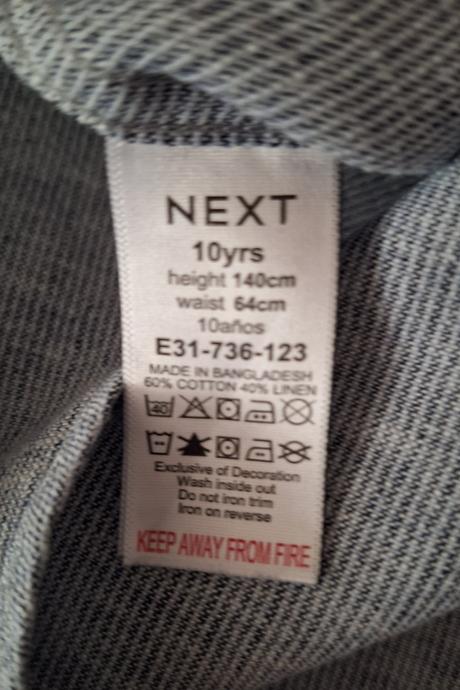 NEXT
10yrs
height 140cm
waist 64cm
10años
E31-736-123
MADE IN BANGLADESH
60% COTTON 40% LINEN
40
Exclusive of Decoration
Wash inside out
Do not iron trim
Iron on reverse
KEEP AWAY FROM FIRE